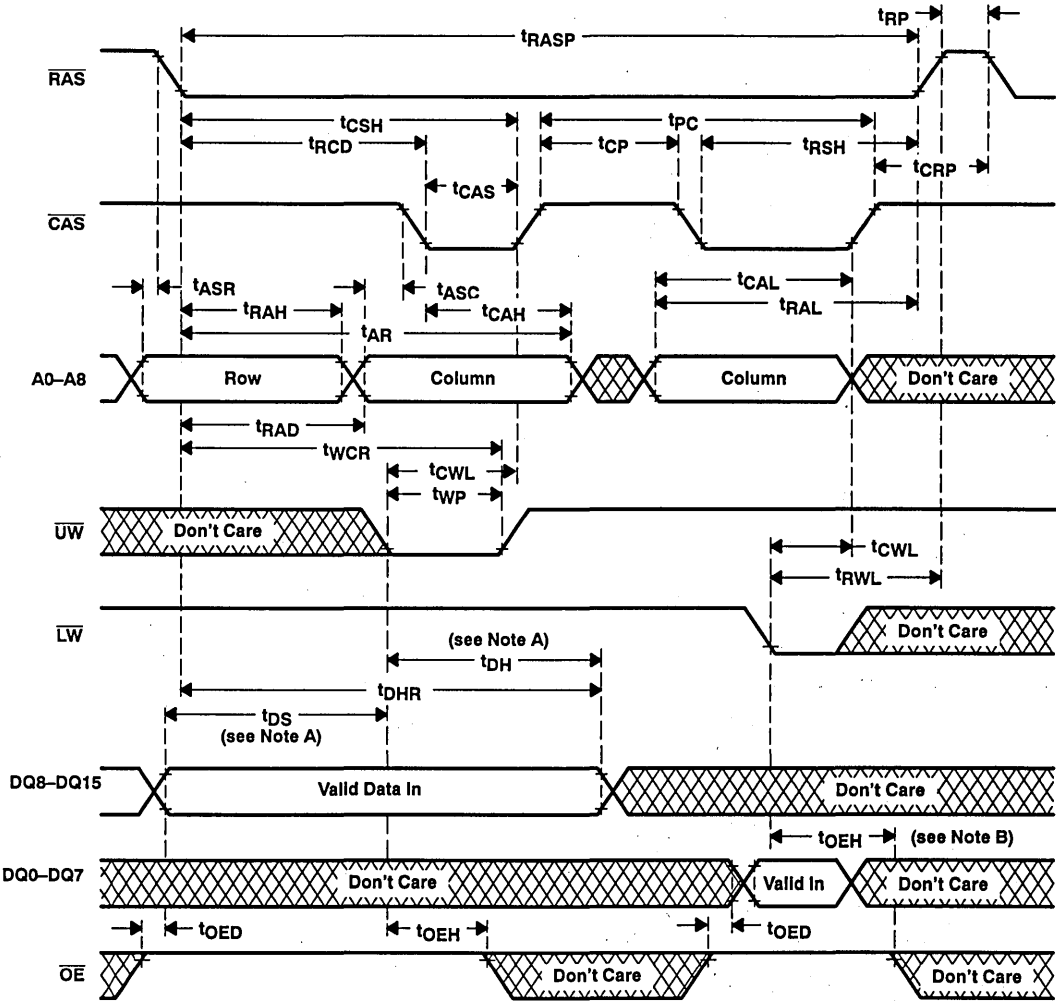 tRP
tRASP
RAS
tCSH
tPC
tRCD
tCP
tRSH
tCRP
tCAS
CAS
tASR
tASC
tCAL
tRAH
tCAH
tRAL
tAR
A0–A8
Row
Column
Column
Don't Care
tRAD
tWCR
tCWL
tWP
UW
Don't Care
tCWL
tRWL
LW
Don't Care
(see Note A)
tDH
tDHR
tDS
(see Note A)
DQ8–DQ15
Valid Data In
Don't Care
tOEH
(see Note B)
DQ0–DQ7
Don't Care
Valid In
Don't Care
tOED
tOEH
tOED
OE
Don't Care
Don't Care